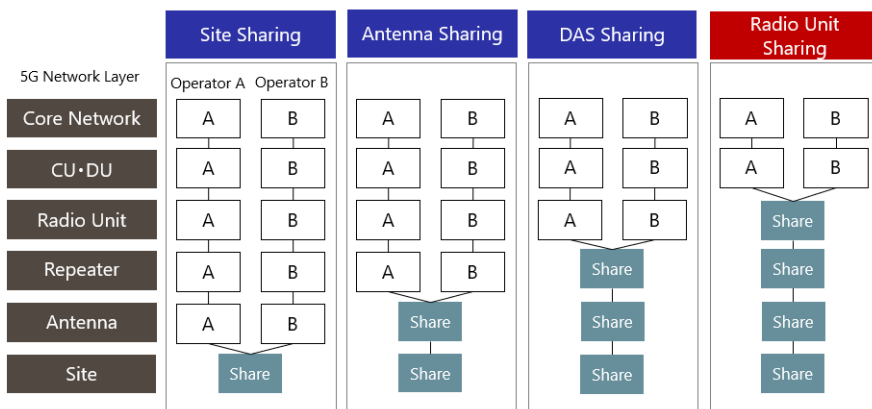 Site Sharing Antenna Sharing DAS Sharing Radio Unit
Sharing
5G Network Layer Operator A Operator B
Core Network A B A B A B A B
CU・DU A B A B A B A B
Radio Unit A B A B A B Share
Repeater A B A B Share Share
Antenna A B Share Share Share
Site Share Share Share Share